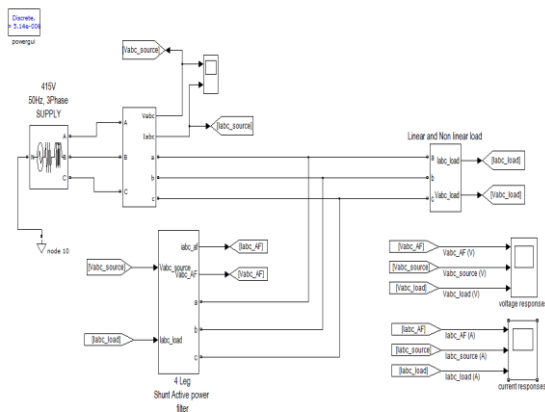 Discrete,
= 5.14e-006
powergui
[Vabc_source]
415V
50Hz, 3Phase
SUPPLY
A
B
C
N
A
B
C
Vabc
Iabc
a
b
c
[Iabc_source]
node 10
Linear and Non linear load
a
b
c
Iabc_load
Vabc_load
[Iabc_load]
[Vabc_load]
[Vabc_source]
[Iabc_load]
Vabc_source
Iabc_load
iabc_af
Vabc_AF
a
b
c
[Iabc_AF]
[Vabc_AF]
4 Leg
Shunt Active power
filter
[Vabc_AF]
Vabc_AF (V)
[Vabc_source]
Vabc_source (V)
[Vabc_load]
Vabc_load (V)
voltage response
[Iabc_AF]
Iabc_AF (A)
[Iabc_source]
Iabc_source (A)
[Iabc_load]
Iabc_load (A)
current responses